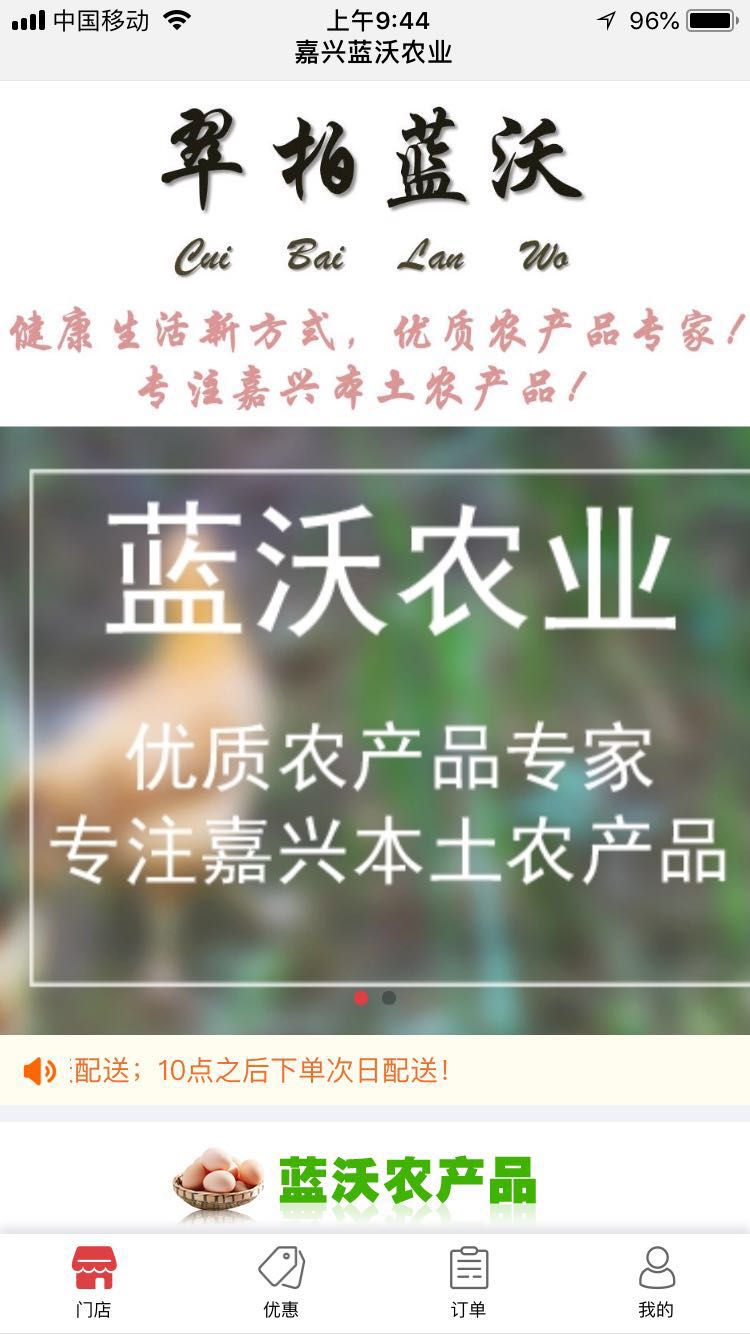 中国移动
上午9:44
96%
嘉兴蓝沃农业
翠柏蓝沃
Cui Bai Lan Wo
健康生活新方式，优质农产品专家！
专注嘉兴本土农产品！
蓝沃农业
优质农产品专家
专注嘉兴本土农产品
配送；10点之后下单次日配送！
蓝沃农产品
门店
优惠
订单
我的